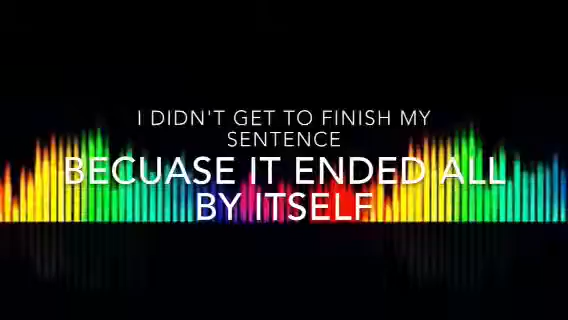 I DIDN'T GET TO FINISH MY
SENTENCE
BECUASE IT ENDED ALL
BY ITSELF